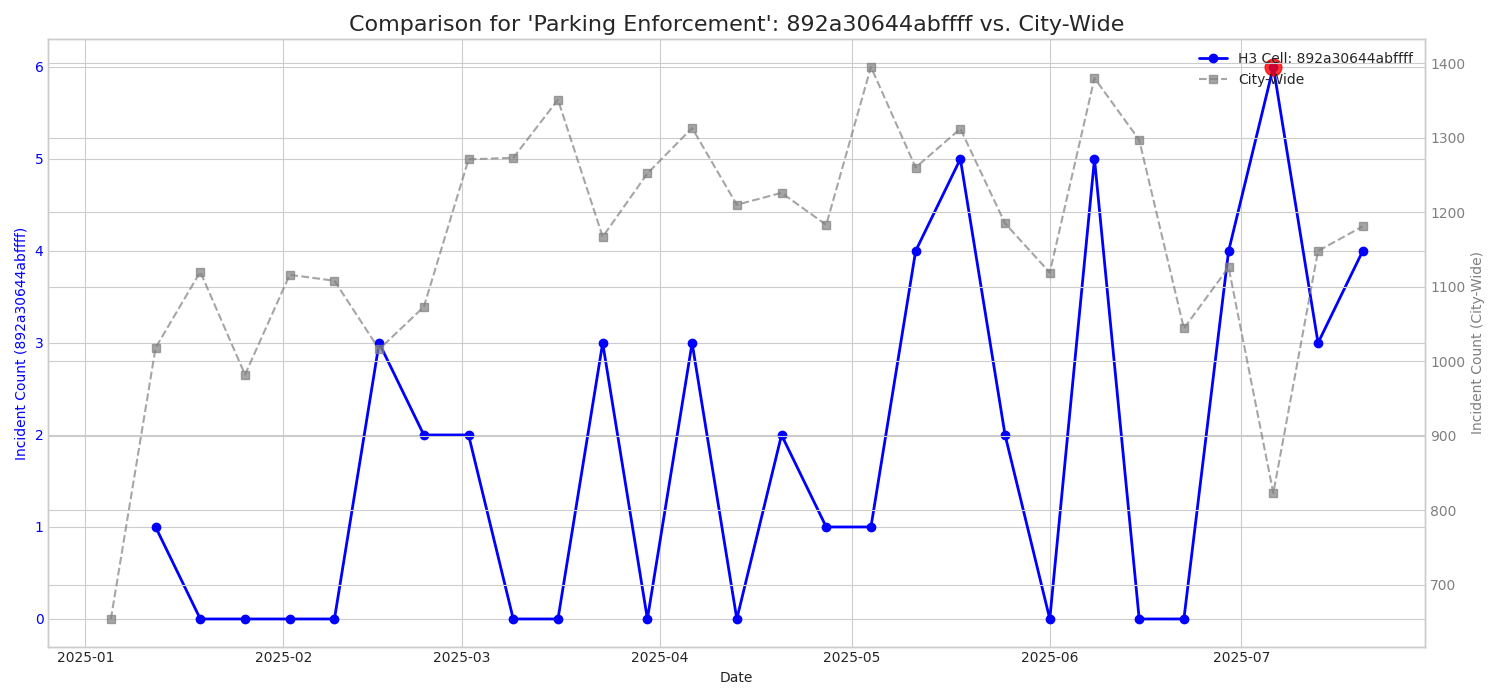 Comparison for 'Parking Enforcement': 892a30644abffff vs. City-Wide
H3 Cell: 892a30644abffff
City-Wide
Incident Count (892a30644abffff)
6
5
4
3
2
1
0
1400
1300
1200
1100
1000
900
800
700
Incident Count (City-Wide)
2025-01 2025-02 2025-03 2025-04 2025-05 2025-06 2025-07
Date